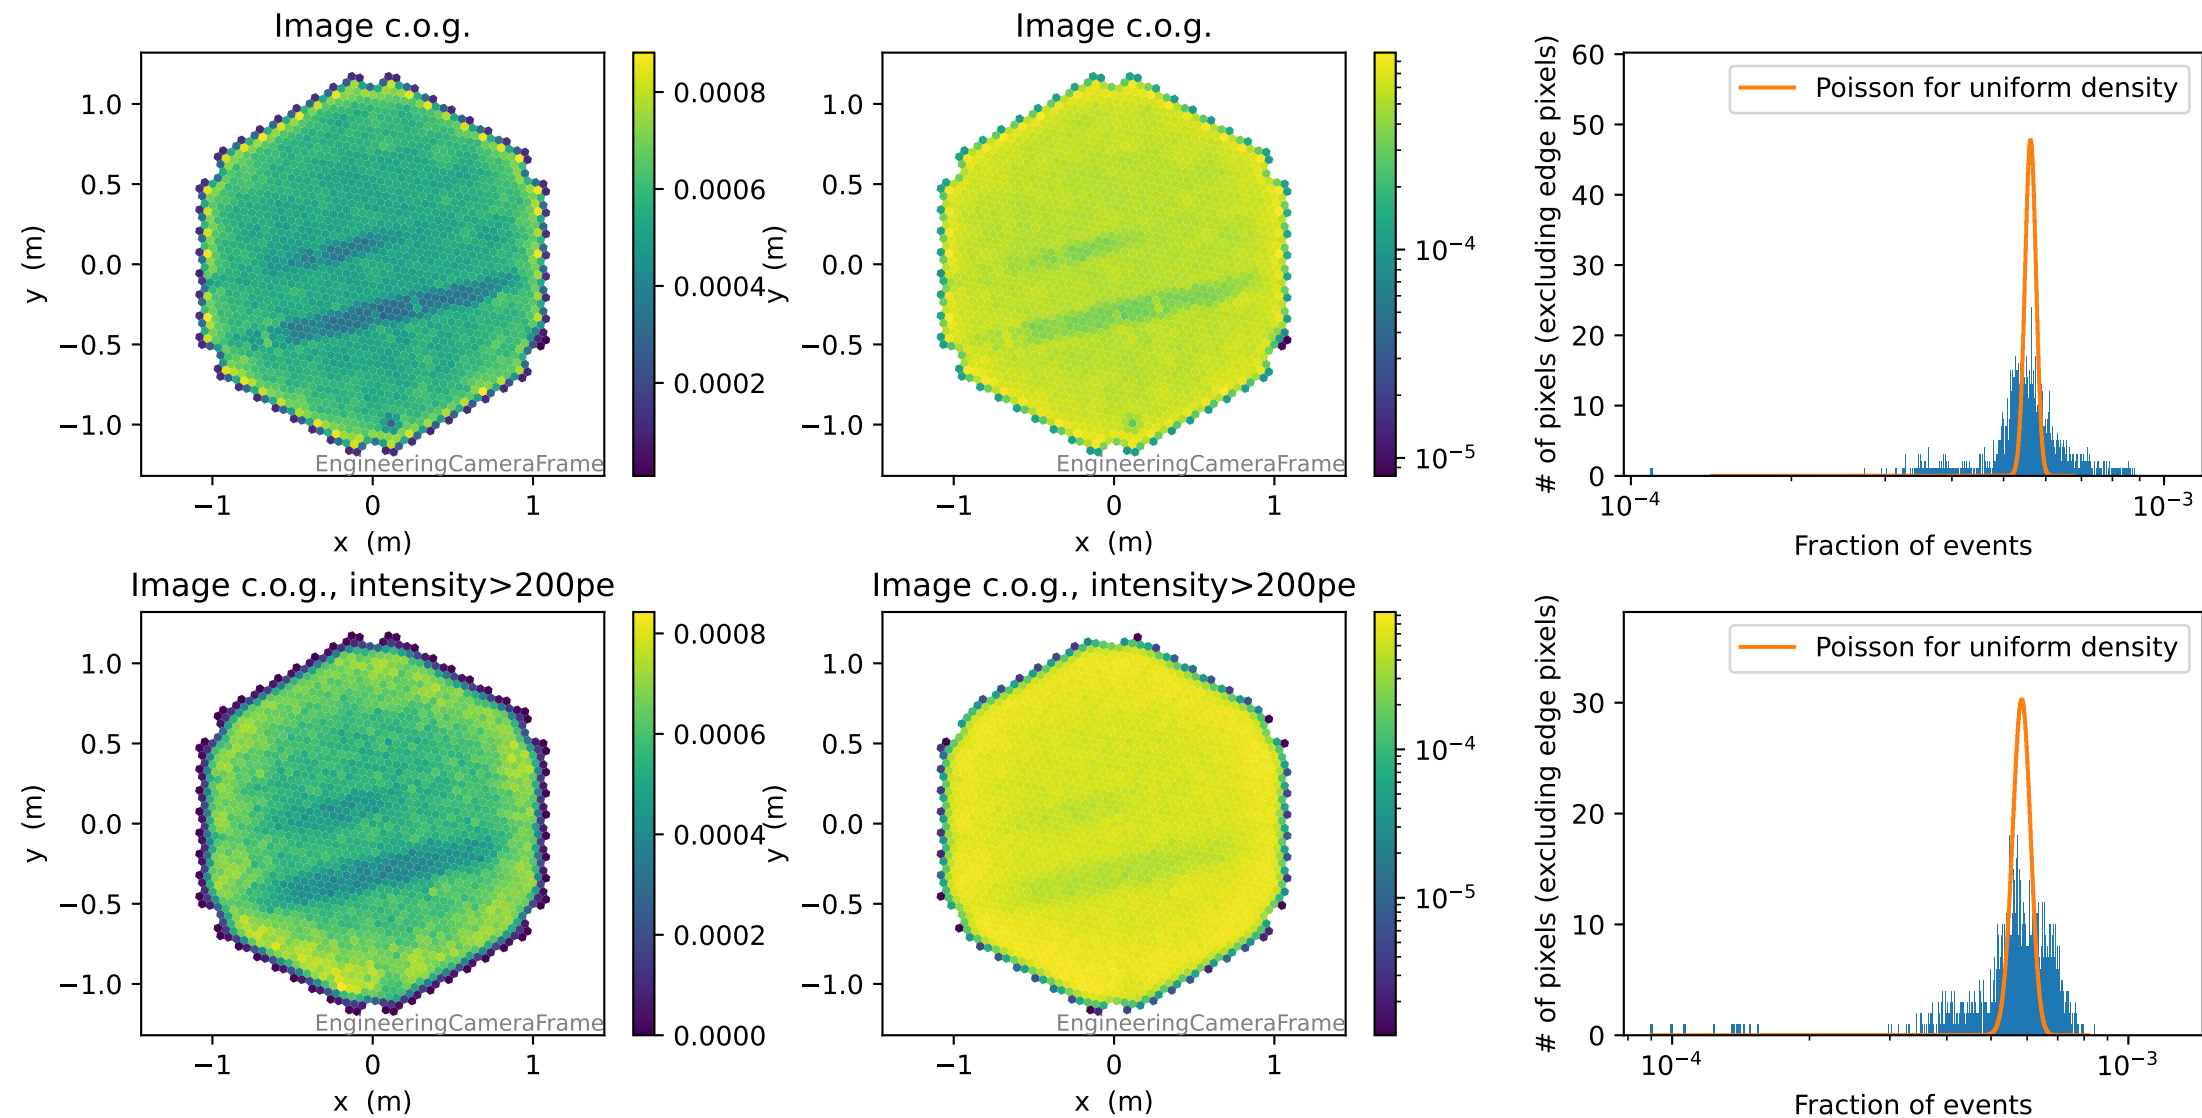 Image c.o.g.
1.0
0.5
0.0
−0.5
−1.0
y (m)
−1 0 1
x (m)
EngineeringCameraFrame
0.0008
0.0006
0.0004
0.0002
Image c.o.g.
1.0
0.5
0.0
−0.5
−1.0
y (m)
−1 0 1
x (m)
EngineeringCameraFrame
10⁻⁴
10⁻⁵
# of pixels (excluding edge pixels)
60
50
40
30
20
10
0
Poisson for uniform density
10⁻⁴ 10⁻³
Fraction of events
Image c.o.g., intensity>200pe
1.0
0.5
0.0
−0.5
−1.0
y (m)
−1 0 1
x (m)
EngineeringCameraFrame
0.0008
0.0006
0.0004
0.0002
0.0000
Image c.o.g., intensity>200pe
1.0
0.5
0.0
−0.5
−1.0
y (m)
−1 0 1
x (m)
EngineeringCameraFrame
10⁻⁴
10⁻⁵
# of pixels (excluding edge pixels)
30
20
10
0
Poisson for uniform density
10⁻⁴ 10⁻³
Fraction of events